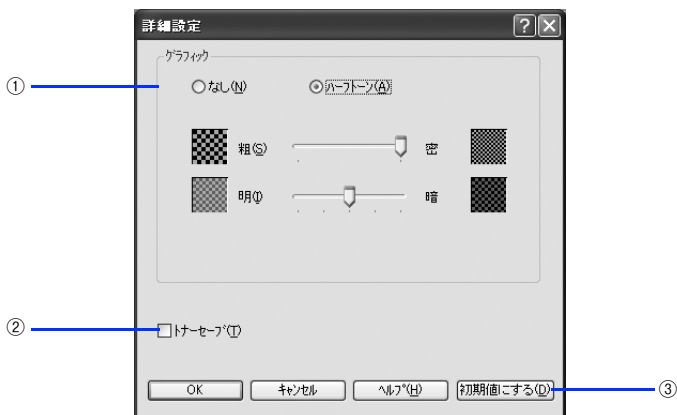 詳細設定
グラフィック
① なし(N) ハーフトーン(A)
粗(S) 密
明(I) 暗
② トナーセーブ(T)
OK キャンセル ヘルプ(H) 初期値にする(D) ③